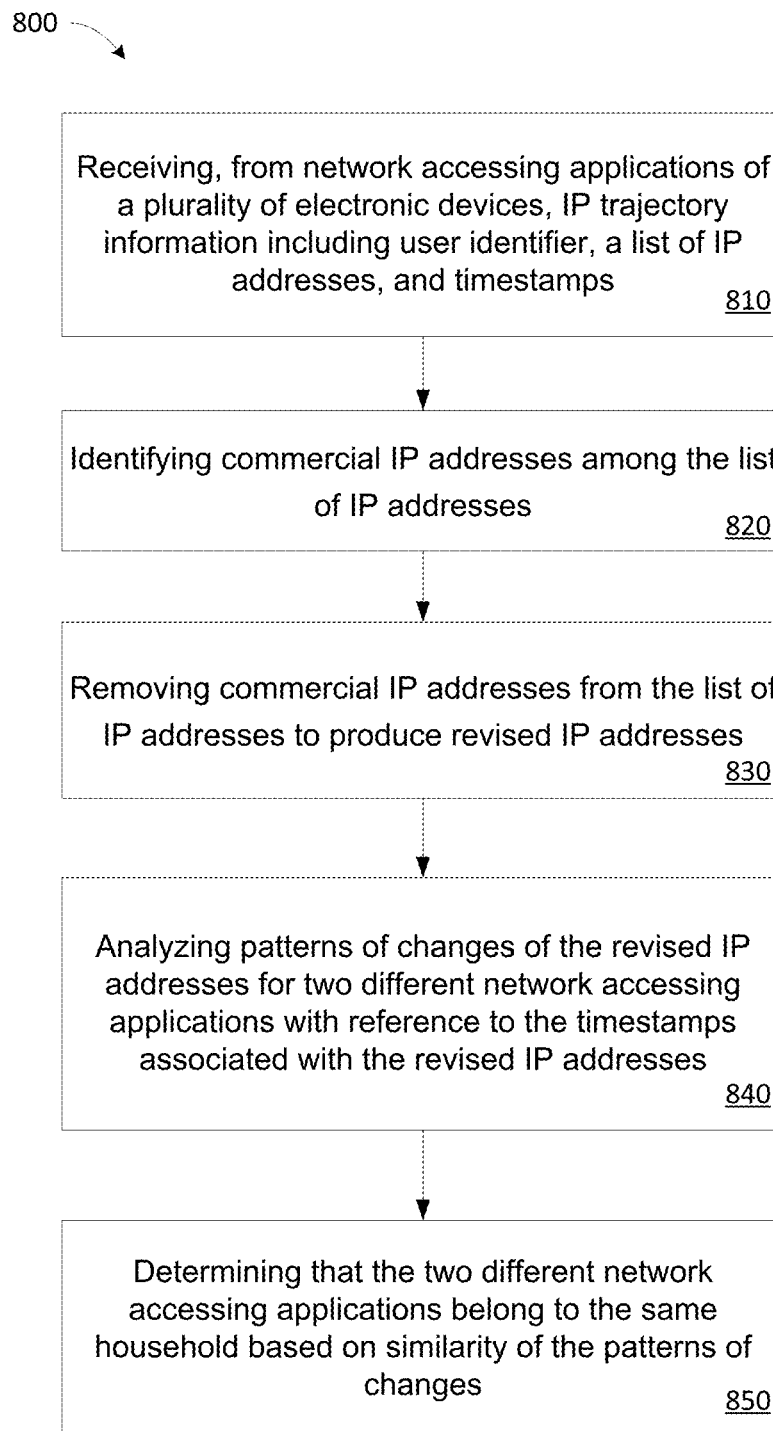 800
Receiving, from network accessing applications of
a plurality of electronic devices, IP trajectory
information including user identifier, a list of IP
addresses, and timestamps
810
Identifying commercial IP addresses among the list
of IP addresses
820
Removing commercial IP addresses from the list of
IP addresses to produce revised IP addresses
830
Analyzing patterns of changes of the revised IP
addresses for two different network accessing
applications with reference to the timestamps
associated with the revised IP addresses
840
Determining that the two different network
accessing applications belong to the same
household based on similarity of the patterns of
changes
850